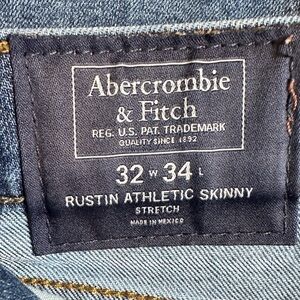 Abercrombie
& Fitch
REG. U.S. PAT. TRADEMARK
QUALITY SINCE 1892
32 W 34 L
RUSTIN ATHLETIC SKINNY
STRETCH
MADE IN MEXICO